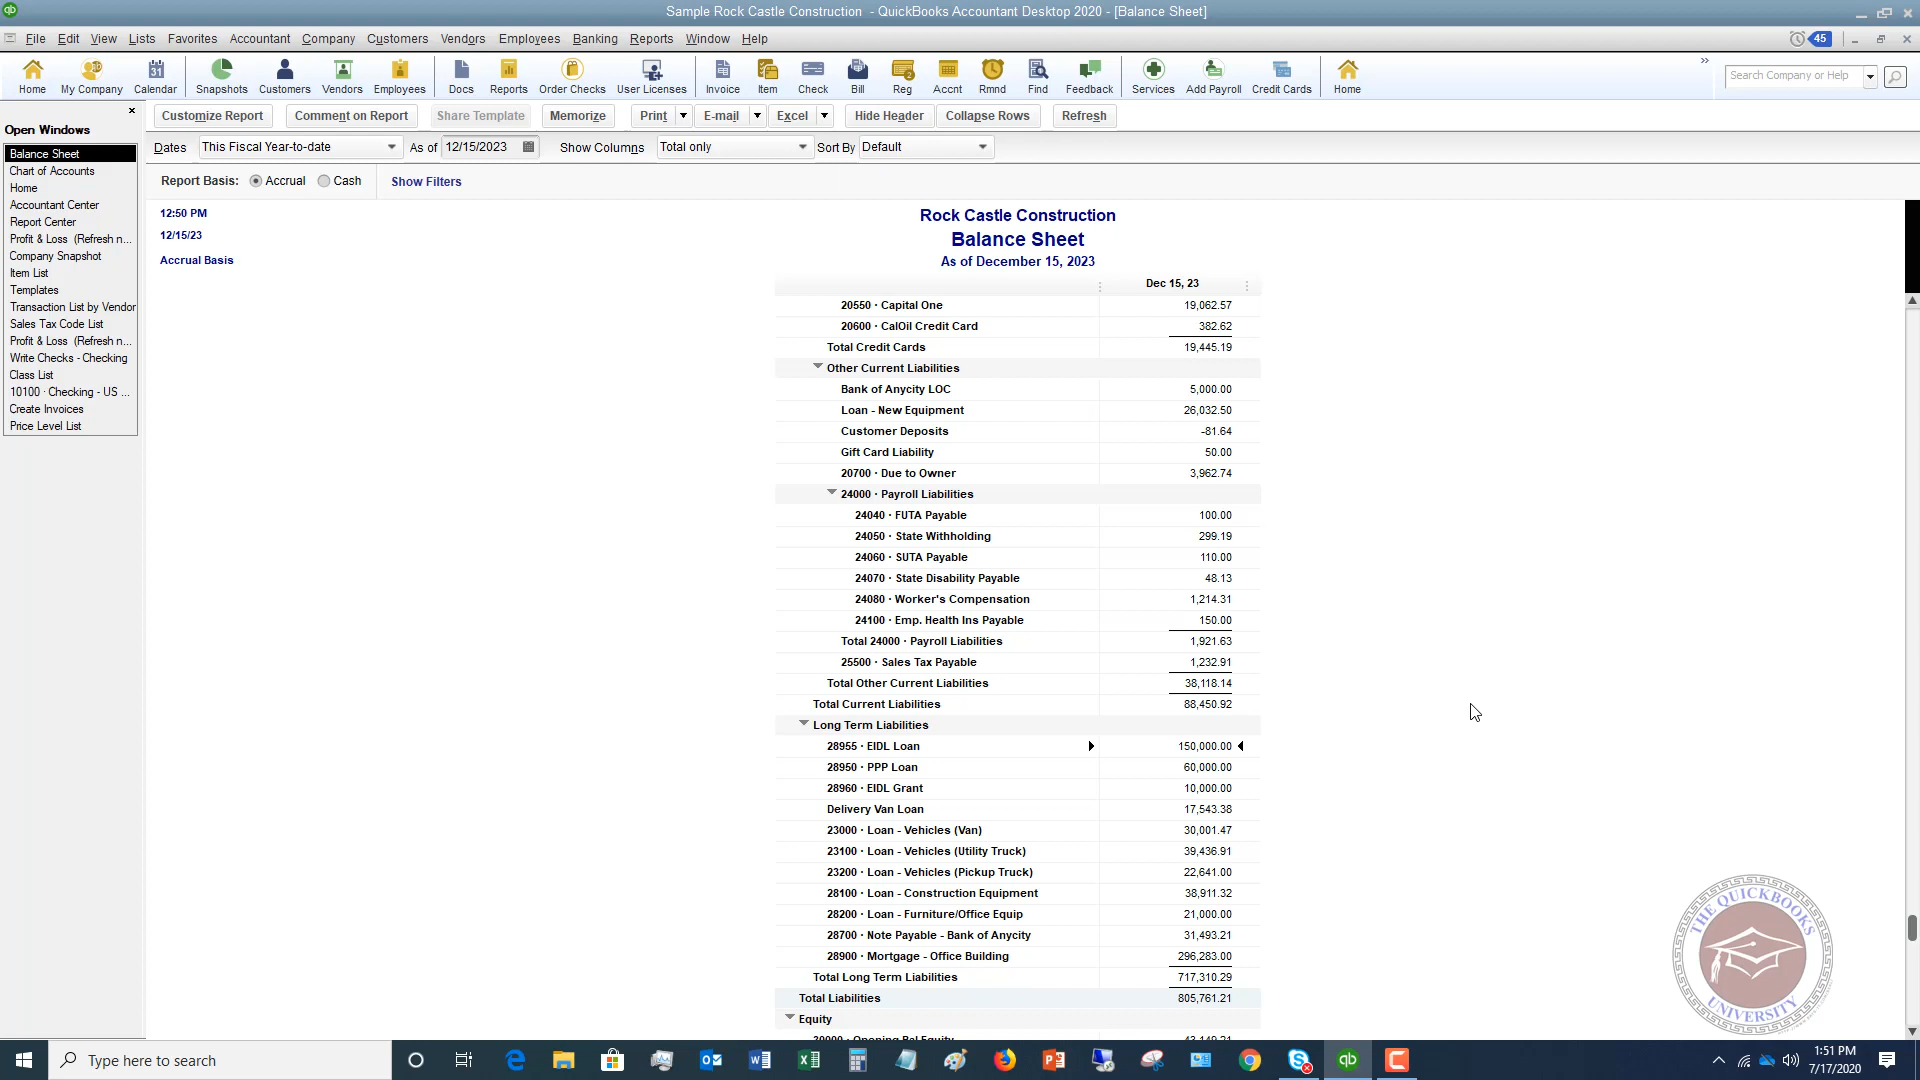 Sample Rock Castle Construction - QuickBooks Accountant Desktop 2020 - [Balance Sheet]
File Edit View Lists Favorites Accountant Company Customers Vendors Employees Banking Reports Window Help
45
Home My Company Calendar Snapshots Customers Vendors Employees Docs Reports Order Checks User Licenses Invoice Item Check Bill Reg Accnt Rmnd Find Feedback Services Add Payroll Credit Cards Home
Search Company or Help
Customize Report Comment on Report Share Template Memorize Print E-mail Excel Hide Header Collapse Rows Refresh
Dates This Fiscal Year-to-date As of 12/15/2023 Show Columns Total only Sort By Default
Report Basis: Accrual Cash Show Filters
Open Windows
Balance Sheet
Chart of Accounts
Home
Accountant Center
Report Center
Profit & Loss (Refresh n...
Company Snapshot
Item List
Templates
Transaction List by Vendor
Sales Tax Code List
Profit & Loss (Refresh n...
Write Checks - Checking
Class List
10100 · Checking - US ...
Create Invoices
Price Level List
12:50 PM
12/15/23
Accrual Basis
Rock Castle Construction
Balance Sheet
As of December 15, 2023
Dec 15, 23
20550 · Capital One 19,062.57
20600 · CalOil Credit Card 382.62
Total Credit Cards 19,445.19
Other Current Liabilities
Bank of Anycity LOC 5,000.00
Loan - New Equipment 26,032.50
Customer Deposits -81.64
Gift Card Liability 50.00
20700 · Due to Owner 3,962.74
24000 · Payroll Liabilities
24040 · FUTA Payable 100.00
24050 · State Withholding 299.19
24060 · SUTA Payable 110.00
24070 · State Disability Payable 48.13
24080 · Worker's Compensation 1,214.31
24100 · Emp. Health Ins Payable 150.00
Total 24000 · Payroll Liabilities 1,921.63
25500 · Sales Tax Payable 1,232.91
Total Other Current Liabilities 38,118.14
Total Current Liabilities 88,450.92
Long Term Liabilities
28955 · EIDL Loan 150,000.00
28950 · PPP Loan 60,000.00
28960 · EIDL Grant 10,000.00
Delivery Van Loan 17,543.38
23000 · Loan - Vehicles (Van) 30,001.47
23100 · Loan - Vehicles (Utility Truck) 39,436.91
23200 · Loan - Vehicles (Pickup Truck) 22,641.00
28100 · Loan - Construction Equipment 38,911.32
28200 · Loan - Furniture/Office Equip 21,000.00
28700 · Note Payable - Bank of Anycity 31,493.21
28900 · Mortgage - Office Building 296,283.00
Total Long Term Liabilities 717,310.29
Total Liabilities 805,761.21
Equity
THE QUICKBOOKS UNIVERSITY
Type here to search
1:51 PM
7/17/2020